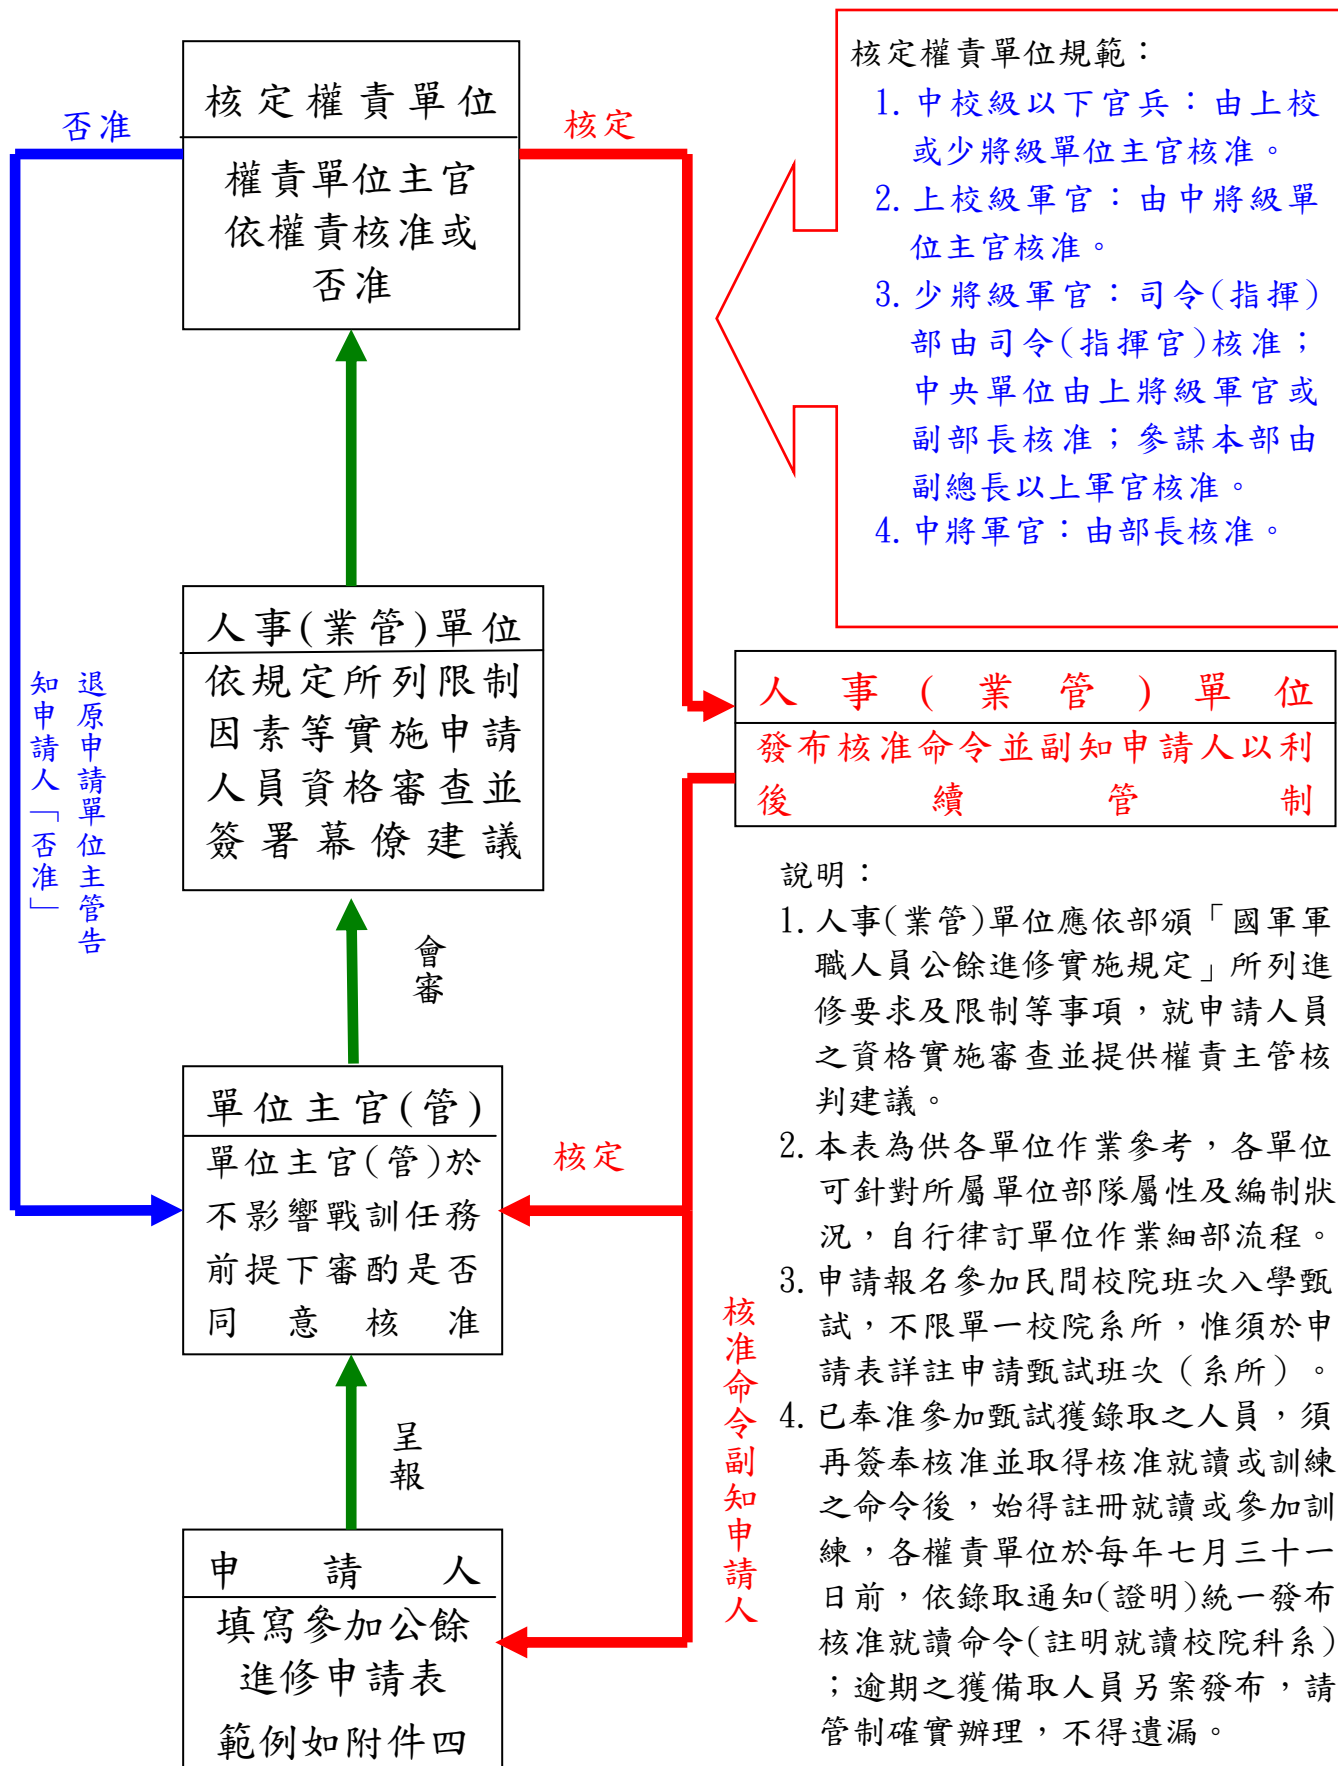 核定權責單位
權責單位主官
依權責核准或
否准
否准
核定
核定權責單位規範：
1. 中校級以下官兵：由上校
或少將級單位主官核准。
2. 上校級軍官：由中將級單
位主官核准。
3. 少將級軍官：司令(指揮)
部由司令(指揮官)核准；
中央單位由上將級軍官或
副部長核准；參謀本部由
副總長以上軍官核准。
4. 中將軍官：由部長核准。
人事(業管)單位
依規定所列限制
因素等實施申請
人員資格審查並
簽署幕僚建議
人事(業管)單位
發布核准命令並副知申請人以利
後續管制
退原申請單位主管告
知申請人「否准」
會審
單位主官(管)
單位主官(管)於
不影響戰訓任務
前提下審酌是否
同意核准
核定
核准命令副知申請人
呈報
申請人
填寫參加公餘
進修申請表
範例如附件四
說明：
1. 人事(業管)單位應依部頒「國軍軍
職人員公餘進修實施規定」所列進
修要求及限制等事項，就申請人員
之資格實施審查並提供權責主管核
判建議。
2. 本表為供各單位作業參考，各單位
可針對所屬單位部隊屬性及編制狀
況，自行律訂單位作業細部流程。
3. 申請報名參加民間校院班次入學甄
試，不限單一校院系所，惟須於申
請表詳註申請甄試班次（系所）。
4. 已奉准參加甄試獲錄取之人員，須
再簽奉核准並取得核准就讀或訓練
之命令後，始得註冊就讀或參加訓
練，各權責單位於每年七月三十一
日前，依錄取通知(證明)統一發布
核准就讀命令(註明就讀校院科系)
；逾期之獲備取人員另案發布，請
管制確實辦理，不得遺漏。